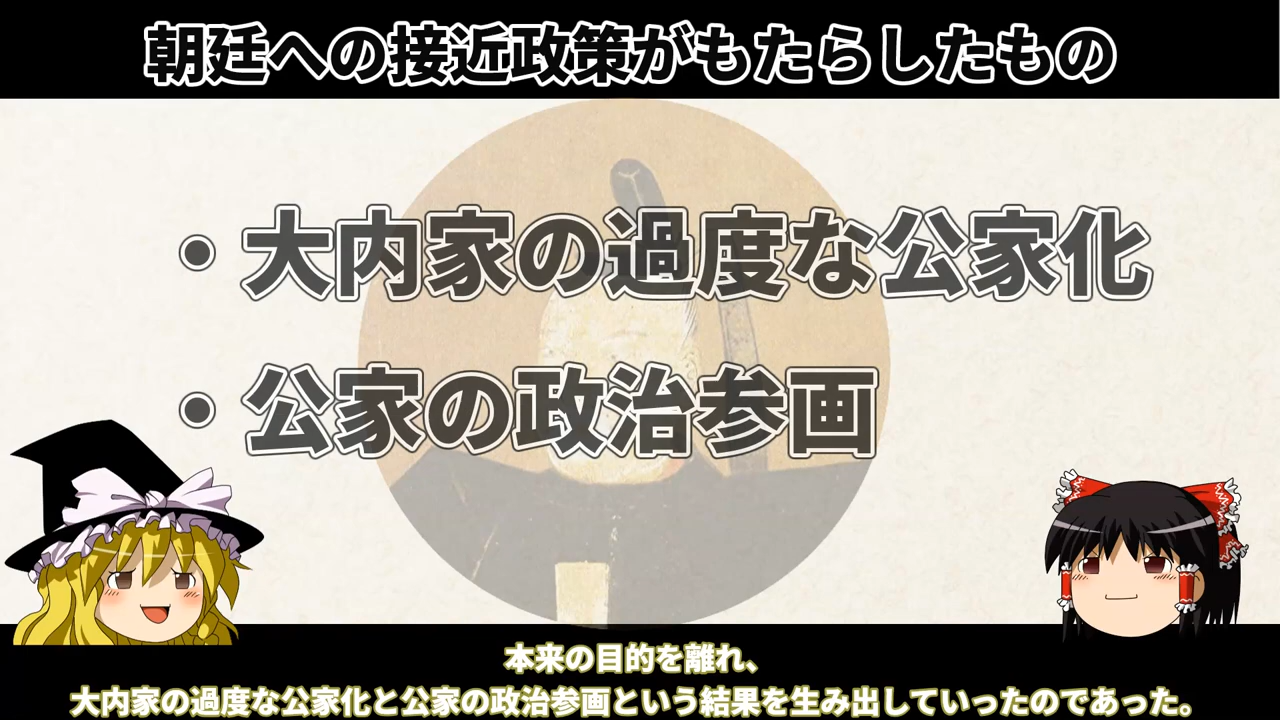 朝廷への接近政策がもたらしたもの
・大内家の過度な公家化
・公家の政治参画
本来の目的を離れ、
大内家の過度な公家化と公家の政治参画という結果を生み出していったのであった。